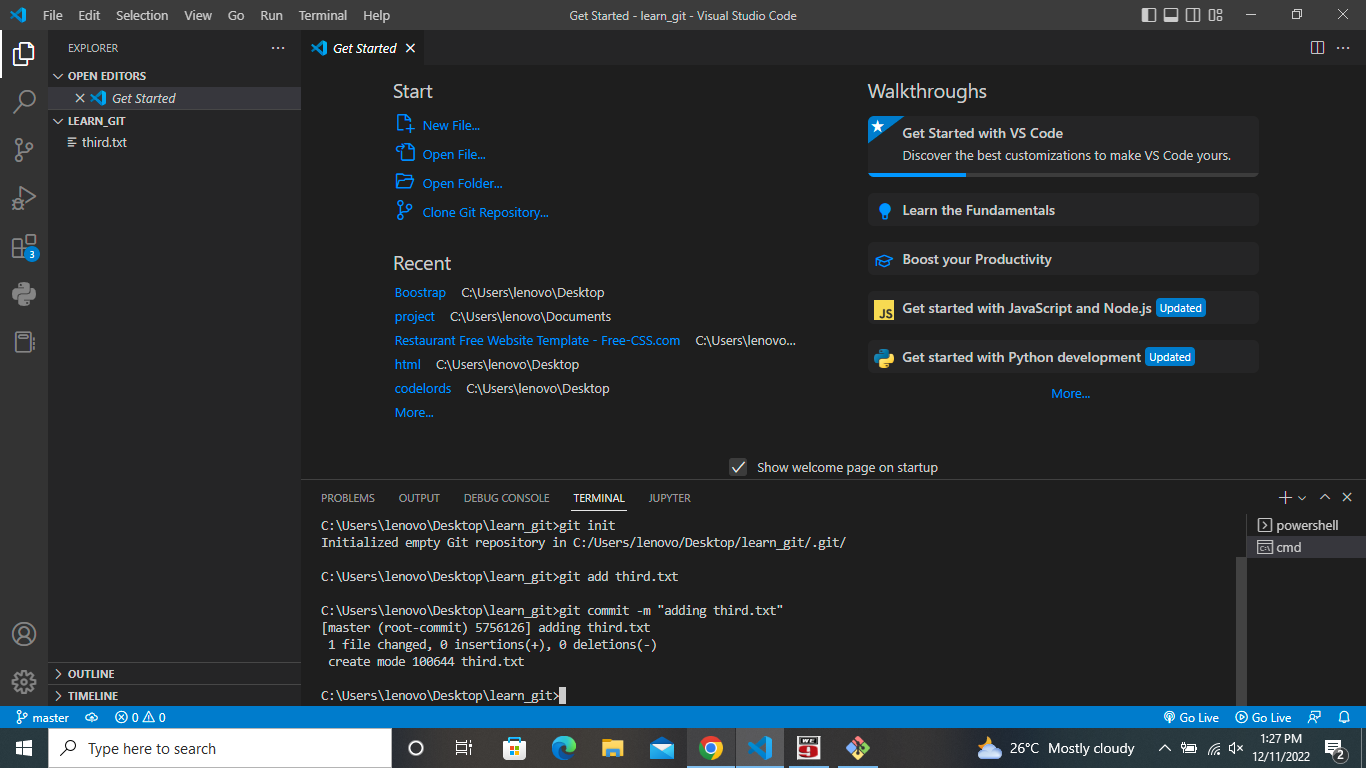 File Edit Selection View Go Run Terminal Help
Get Started - learn_git - Visual Studio Code
EXPLORER
OPEN EDITORS
Get Started
LEARN_GIT
third.txt
3
OUTLINE
TIMELINE
Get Started
Start
New File...
Open File...
Open Folder...
Clone Git Repository...
Recent
Boostrap C:\Users\lenovo\Desktop
project C:\Users\lenovo\Documents
Restaurant Free Website Template - Free-CSS.com C:\Users\lenovo...
html C:\Users\lenovo\Desktop
codelords C:\Users\lenovo\Desktop
More...
Walkthroughs
Get Started with VS Code
Discover the best customizations to make VS Code yours.
Learn the Fundamentals
Boost your Productivity
JS
Get started with JavaScript and Node.js Updated
Get started with Python development Updated
More...
Show welcome page on startup
PROBLEMS OUTPUT DEBUG CONSOLE TERMINAL JUPYTER
C:\Users\lenovo\Desktop\learn_git>git init
Initialized empty Git repository in C:/Users/lenovo/Desktop/learn_git/.git/
C:\Users\lenovo\Desktop\learn_git>git add third.txt
C:\Users\lenovo\Desktop\learn_git>git commit -m "adding third.txt"
[master (root-commit) 5756126] adding third.txt
 1 file changed, 0 insertions(+), 0 deletions(-)
 create mode 100644 third.txt
C:\Users\lenovo\Desktop\learn_git>
powershell
cmd
master 0 0 Go Live Go Live
Type here to search
WE
9
26°C Mostly cloudy
1:27 PM
12/11/2022
2